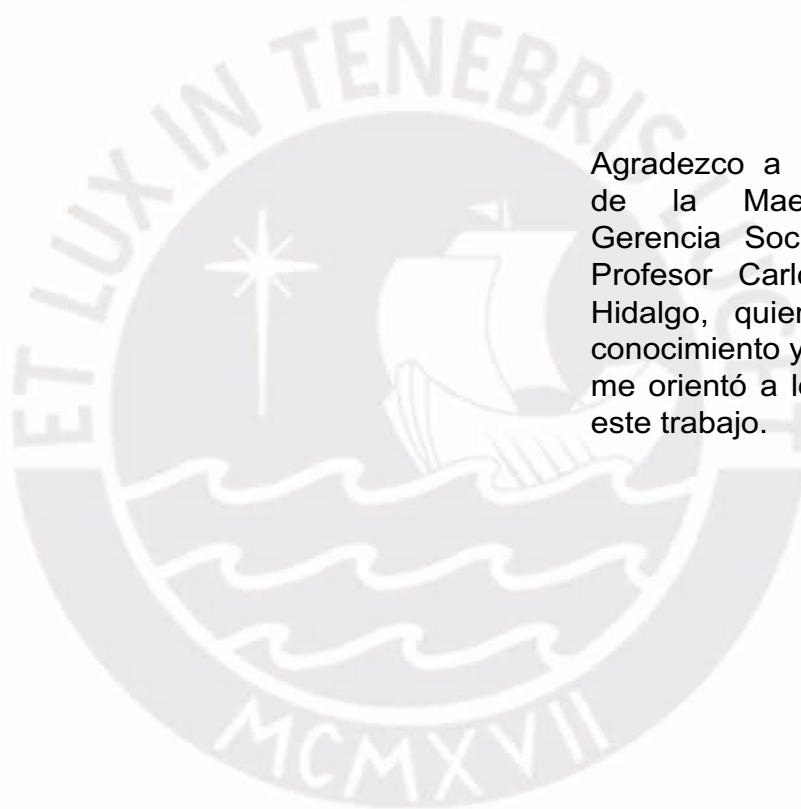 ET LUX IN TENEBRIS
Agradezco a
de la Mae
Gerencia Soc
Profesor Carl
Hidalgo, quie
conocimiento y
me orientó a l
este trabajo.
MCMXVII